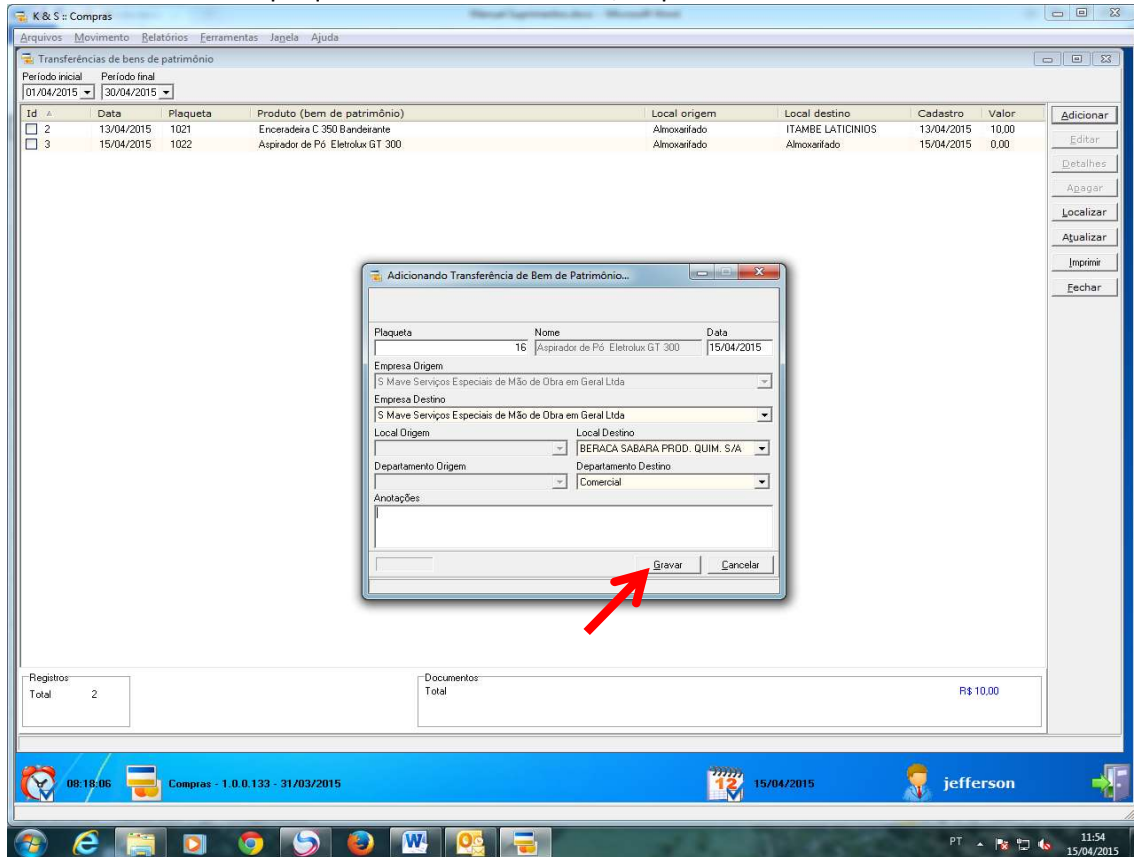 K & S :: Compras
Arquivos Movimento Relatórios Ferramentas Janela Ajuda
Transferências de bens de patrimônio
Período inicial Período final
01/04/2015 30/04/2015
Id Data Plaqueta Produto (bem de patrimônio) Local origem Local destino Cadastro Valor
2 13/04/2015 1021 Enceradeira C 350 Bandeirante Almoxarifado ITAMBE LATICINIOS 13/04/2015 10,00
3 15/04/2015 1022 Aspirador de Pó Eletrolux GT 300 Almoxarifado Almoxarifado 15/04/2015 0,00
Adicionar
Editar
Detalhes
Apagar
Localizar
Atualizar
Imprimir
Fechar
Adicionando Transferência de Bem de Patrimônio...
Plaqueta Nome Data
16 Aspirador de Pó Eletrolux GT 300 15/04/2015
Empresa Origem
S Mave Serviços Especiais de Mão de Obra em Geral Ltda
Empresa Destino
S Mave Serviços Especiais de Mão de Obra em Geral Ltda
Local Origem Local Destino
BERACA SABARA PROD. QUIM. S/A
Departamento Origem Departamento Destino
Comercial
Anotações
Gravar Cancelar
Registros
Total 2
Documentos
Total R$ 10,00
08:18:06 Compras - 1.0.0.133 - 31/03/2015 12 15/04/2015 jefferson
PT 11:54
15/04/2015